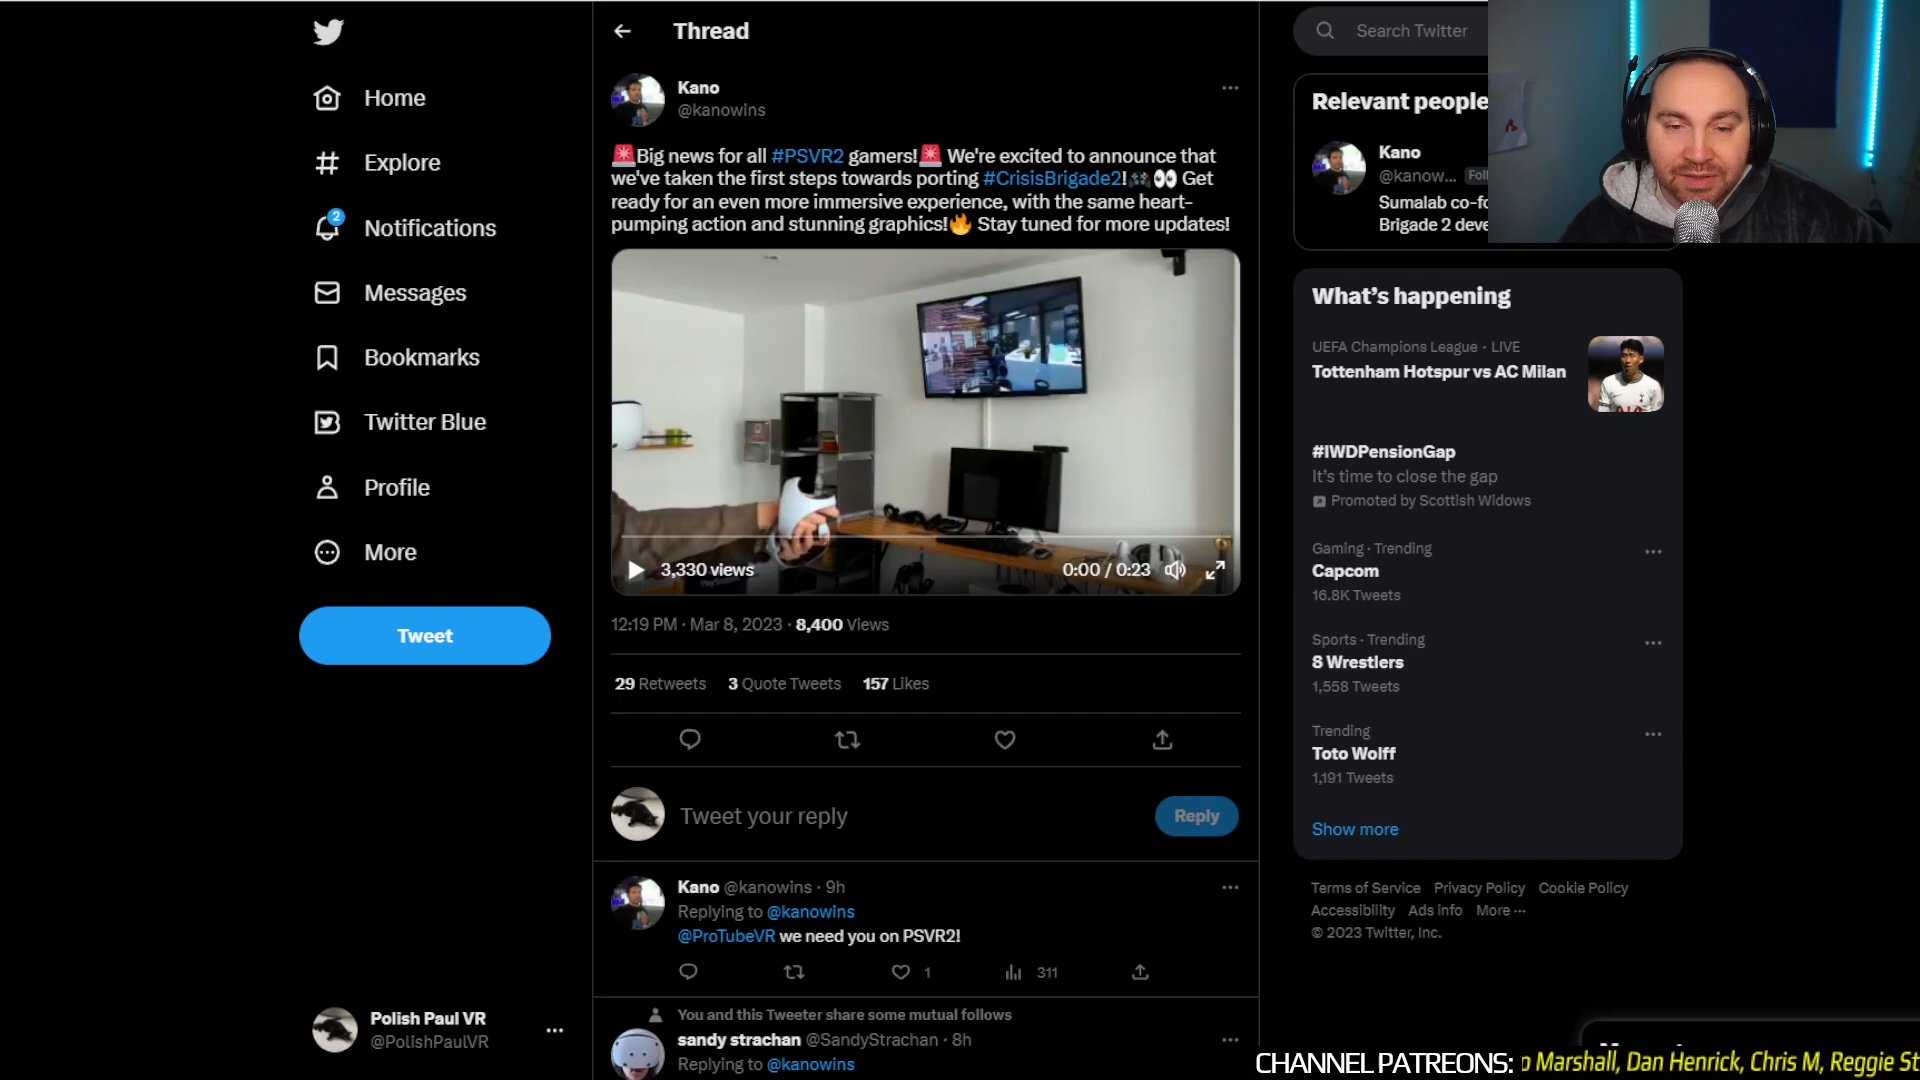 Home
Explore
2
Notifications
Messages
Bookmarks
Twitter Blue
Profile
More
Tweet
Polish Paul VR
@PolishPaulVR
Thread
Kano
@kanowins
Big news for all #PSVR2 gamers! We're excited to announce that
we've taken the first steps towards porting #CrisisBrigade2! Get
ready for an even more immersive experience, with the same heart-
pumping action and stunning graphics! Stay tuned for more updates!
3,330 views
0:00 / 0:23
12:19 PM · Mar 8, 2023 · 8,400 Views
29 Retweets 3 Quote Tweets 157 Likes
Tweet your reply
Reply
Kano @kanowins · 9h
Replying to @kanowins
@ProTubeVR we need you on PSVR2!
1
311
You and this Tweeter share some mutual follows
sandy strachan @SandyStrachan · 8h
Replying to @kanowins
Search Twitter
Relevant people
Kano
@kanow...
Sumalab
Brigade 2
What's happening
UEFA Champions League · LIVE
Tottenham Hotspur vs AC Milan
#IWDPensionGap
It's time to close the gap
Promoted by Scottish Widows
Gaming · Trending
Capcom
16.8K Tweets
Sports · Trending
8 Wrestlers
1,558 Tweets
Trending
Toto Wolff
1,191 Tweets
Show more
Terms of Service Privacy Policy Cookie Policy
Accessibility Ads info More ···
© 2023 Twitter, Inc.
CHANNEL PATREONS: Marshall, Dan Henrick, Chris M, Reggie